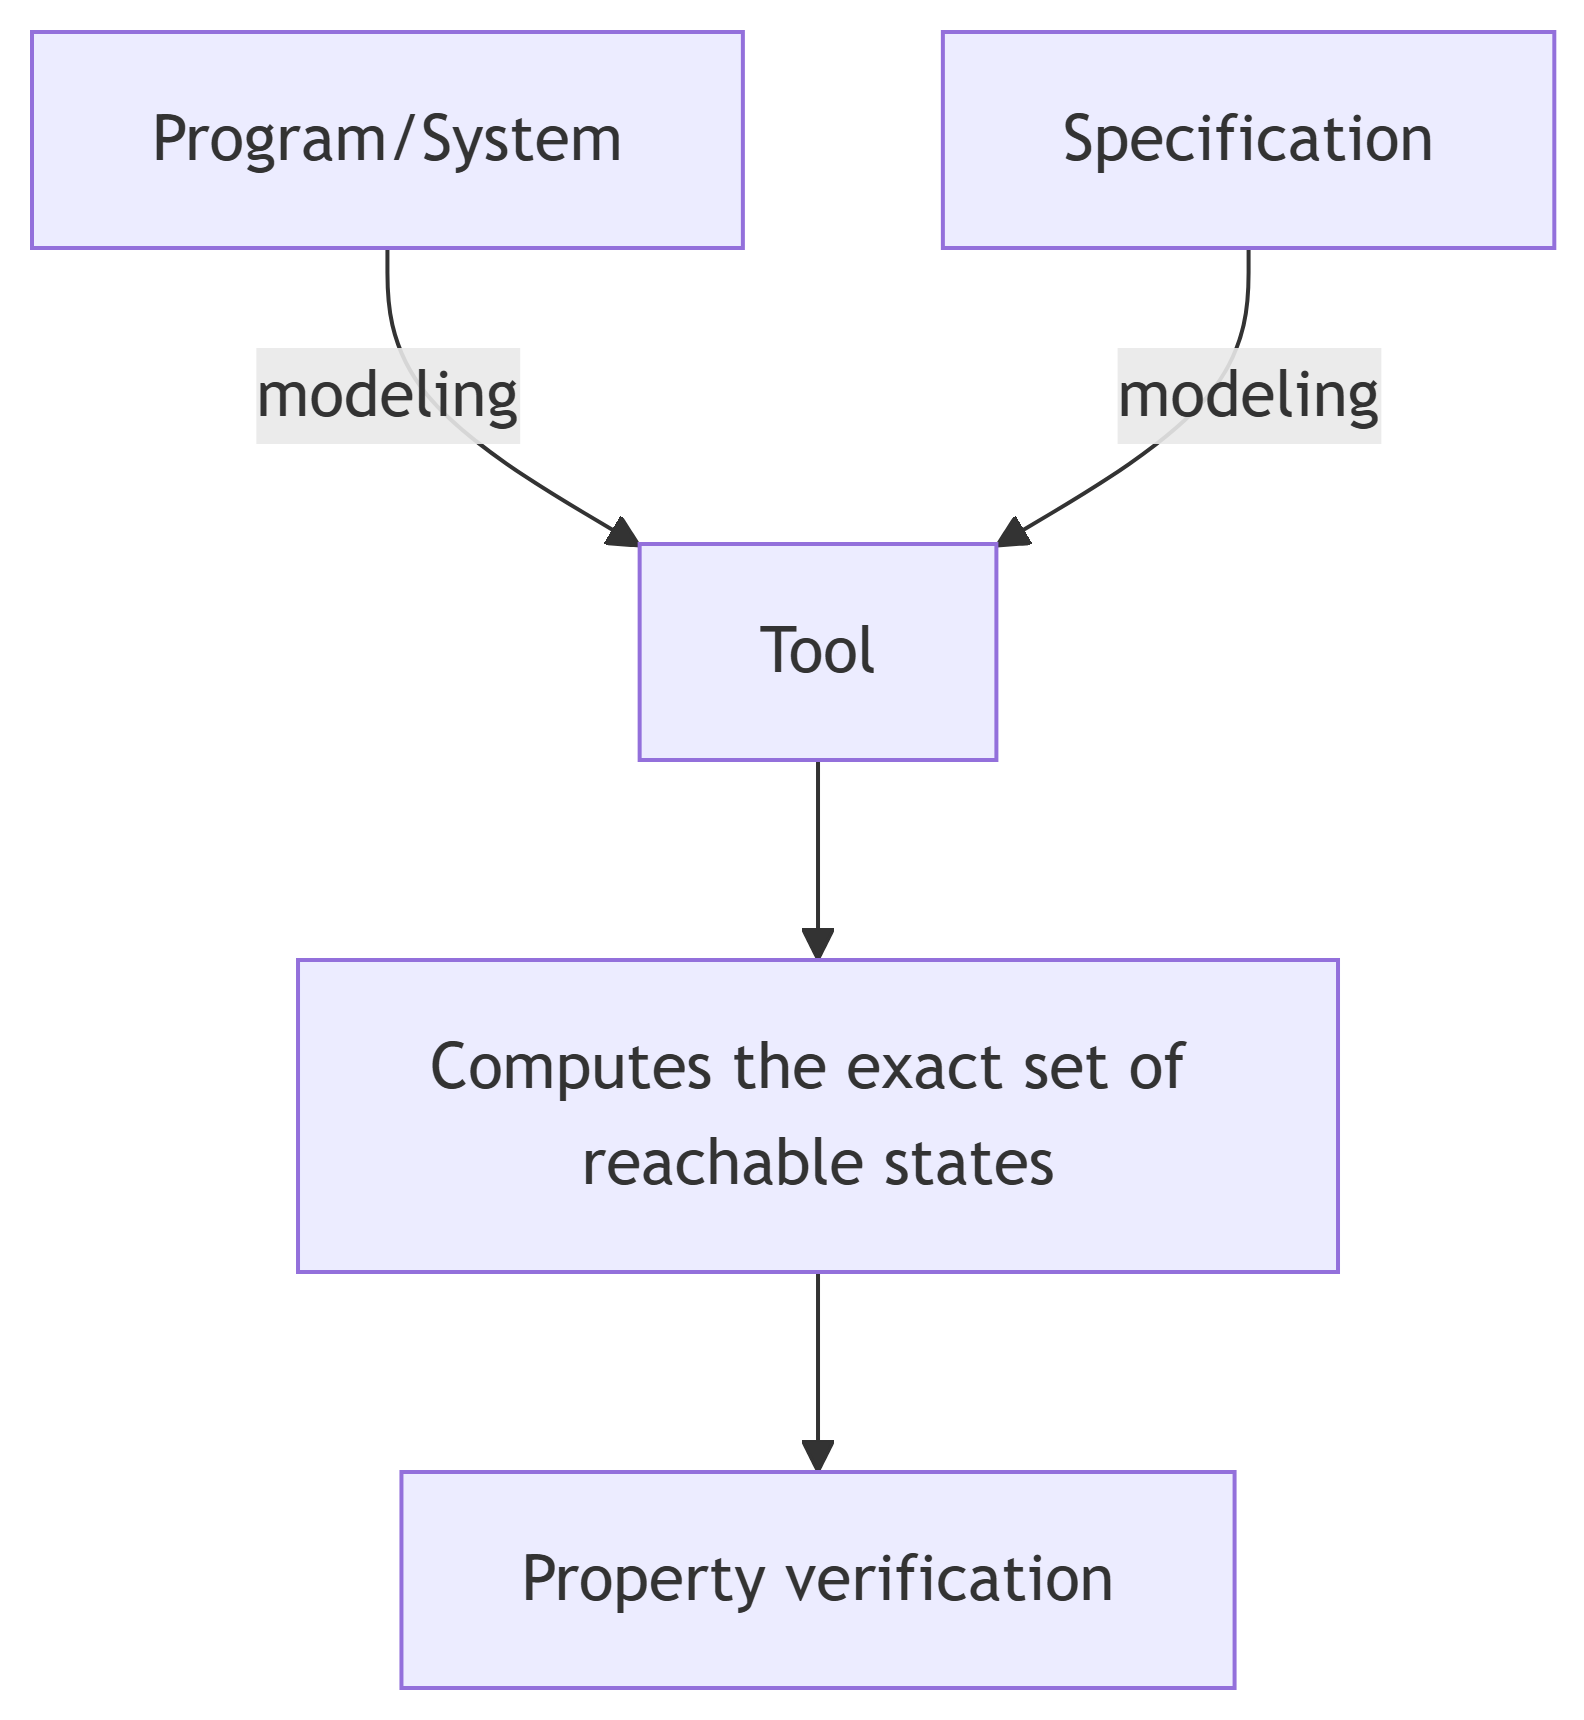 Program/System
Specification
modeling
modeling
Tool
Computes the exact set of
reachable states
Property verification